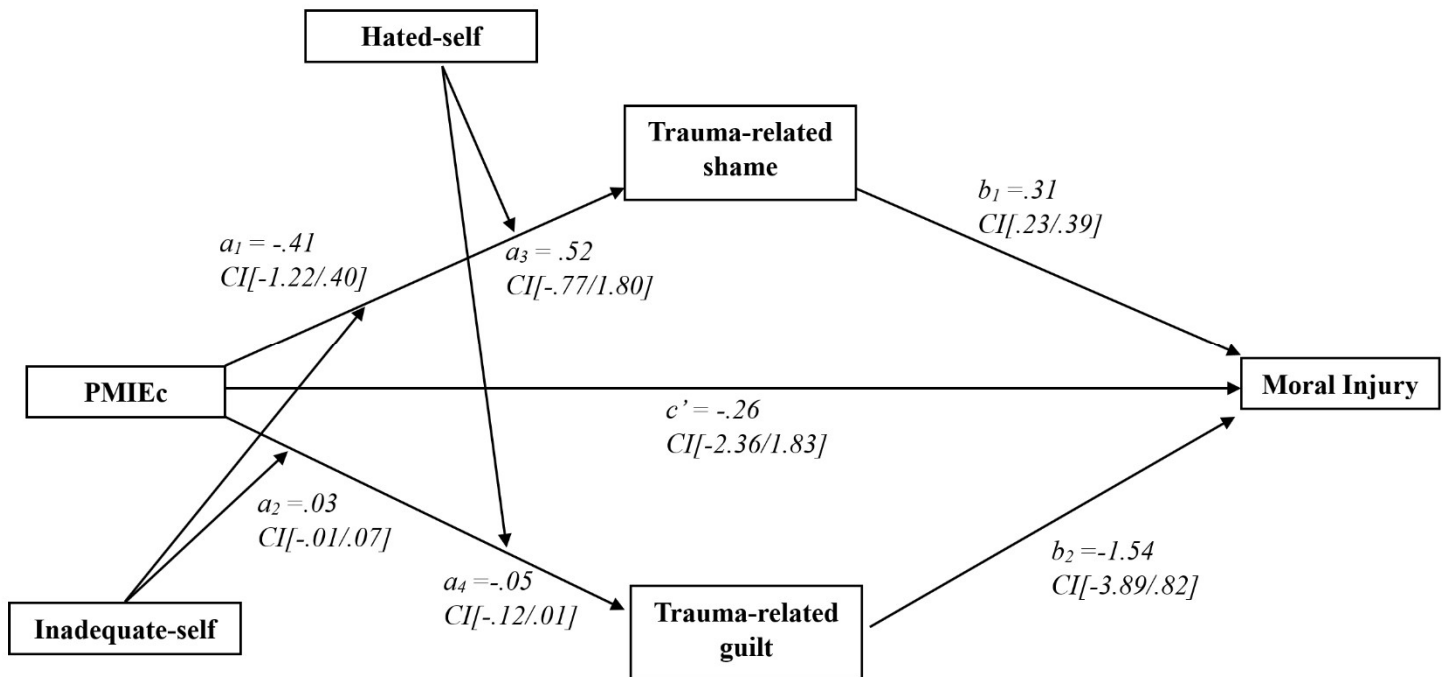 Hated-self
Trauma-related
shame
b1 =.31
CI[.23/.39]
a1 = -.41
CI[-1.22/.40]
a3 = .52
CI[-.77/1.80]
PMIEc
Moral Injury
c’ = -.26
CI[-2.36/1.83]
a2 =.03
CI[-.01/.07]
b2 =-1.54
CI[-3.89/.82]
a4 =-.05
CI[-.12/.01]
Inadequate-self
Trauma-related
guilt